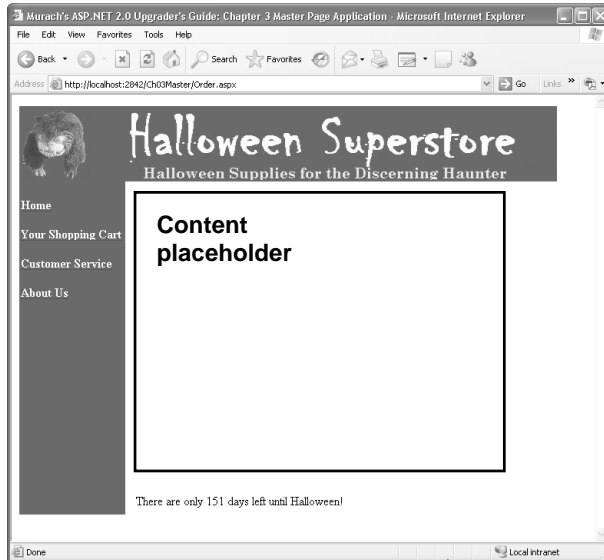 Murach's ASP.NET 2.0 Upgrader's Guide: Chapter 3 Master Page Application - Microsoft Internet Explorer
File Edit View Favorites Tools Help
Back Search Favorites
Address http://localhost:2842/Ch03Master/Order.aspx Go Links »
Halloween Superstore
Halloween Supplies for the Discerning Haunter
Home
Your Shopping Cart
Customer Service
About Us
Content
placeholder
There are only 151 days left until Halloween!
Done Local intranet